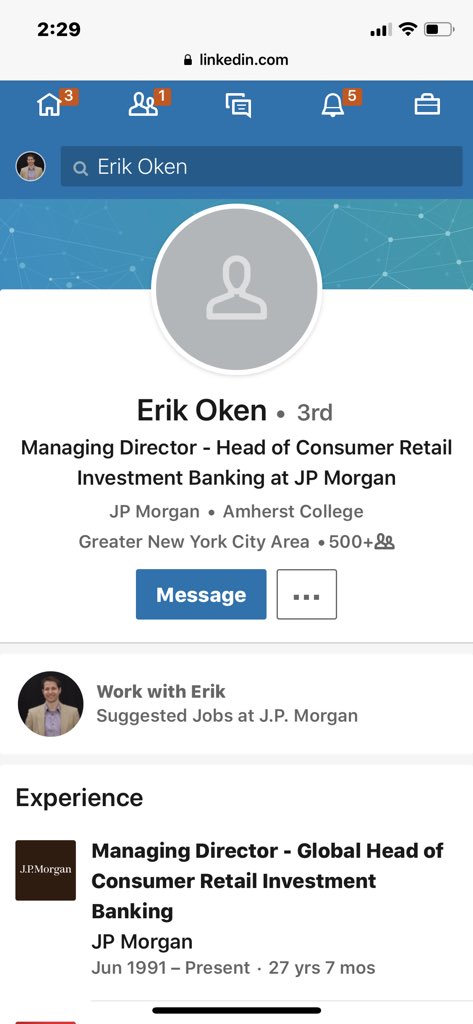 2:29
linkedin.com
3
1
5
Erik Oken
Erik Oken • 3rd
Managing Director - Head of Consumer Retail
Investment Banking at JP Morgan
JP Morgan • Amherst College
Greater New York City Area • 500+
Message
...
Work with Erik
Suggested Jobs at J.P. Morgan
Experience
J.P.Morgan
Managing Director - Global Head of
Consumer Retail Investment
Banking
JP Morgan
Jun 1991 – Present · 27 yrs 7 mos